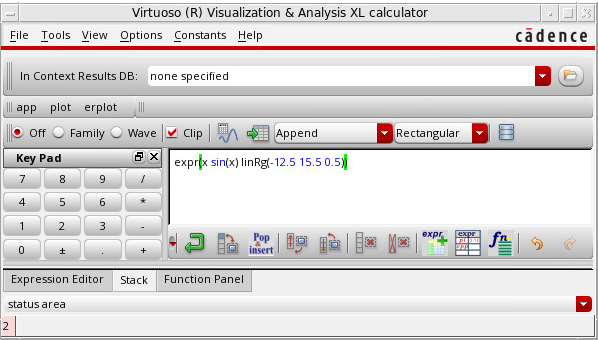 Virtuoso (R) Visualization & Analysis XL calculator
File Tools View Options Constants Help
cādence
In Context Results DB: none specified
app plot erplot
Off Family Wave Clip Append Rectangular
Key Pad
expr(x sin(x) linRg(-12.5 15.5 0.5))
7 8 9 /
4 5 6 *
1 2 3 -
0 ± . +
Pop & insert expr expr fn
Expression Editor Stack Function Panel
status area
2